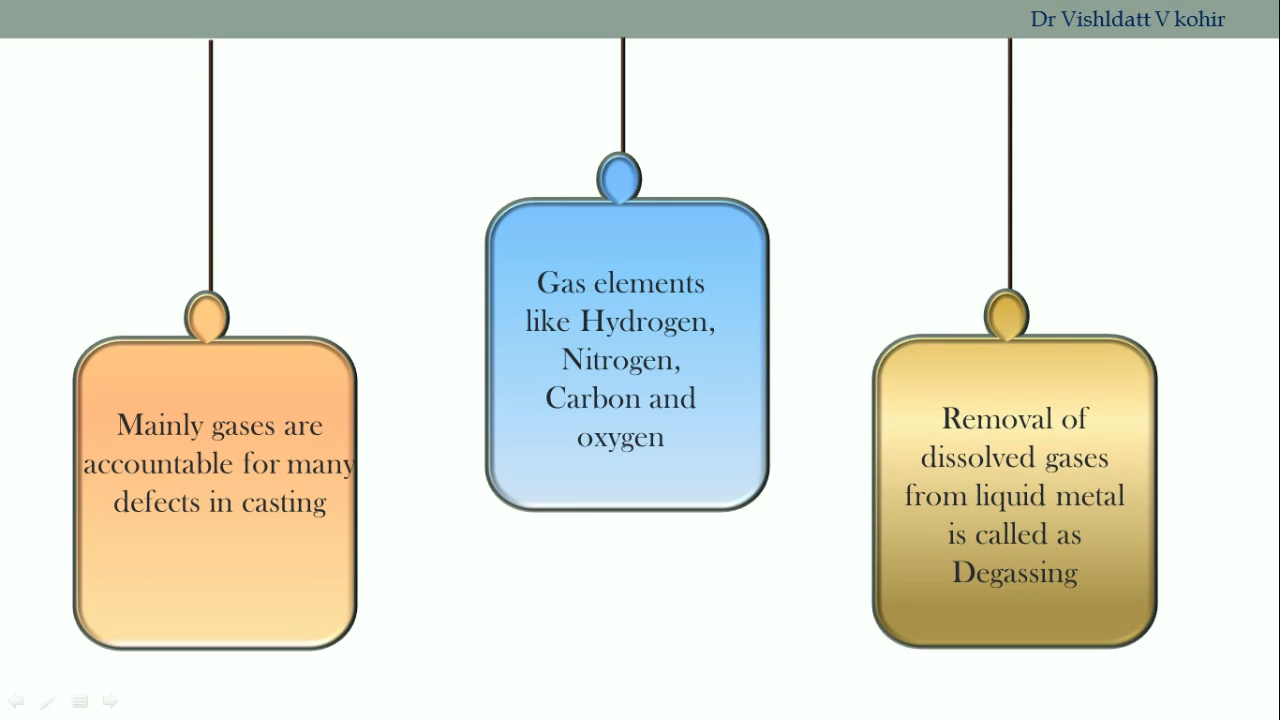 Dr Vishldatt V kohir
Mainly gases are
accountable for many
defects in casting
Gas elements
like Hydrogen,
Nitrogen,
Carbon and
oxygen
Removal of
dissolved gases
from liquid metal
is called as
Degassing